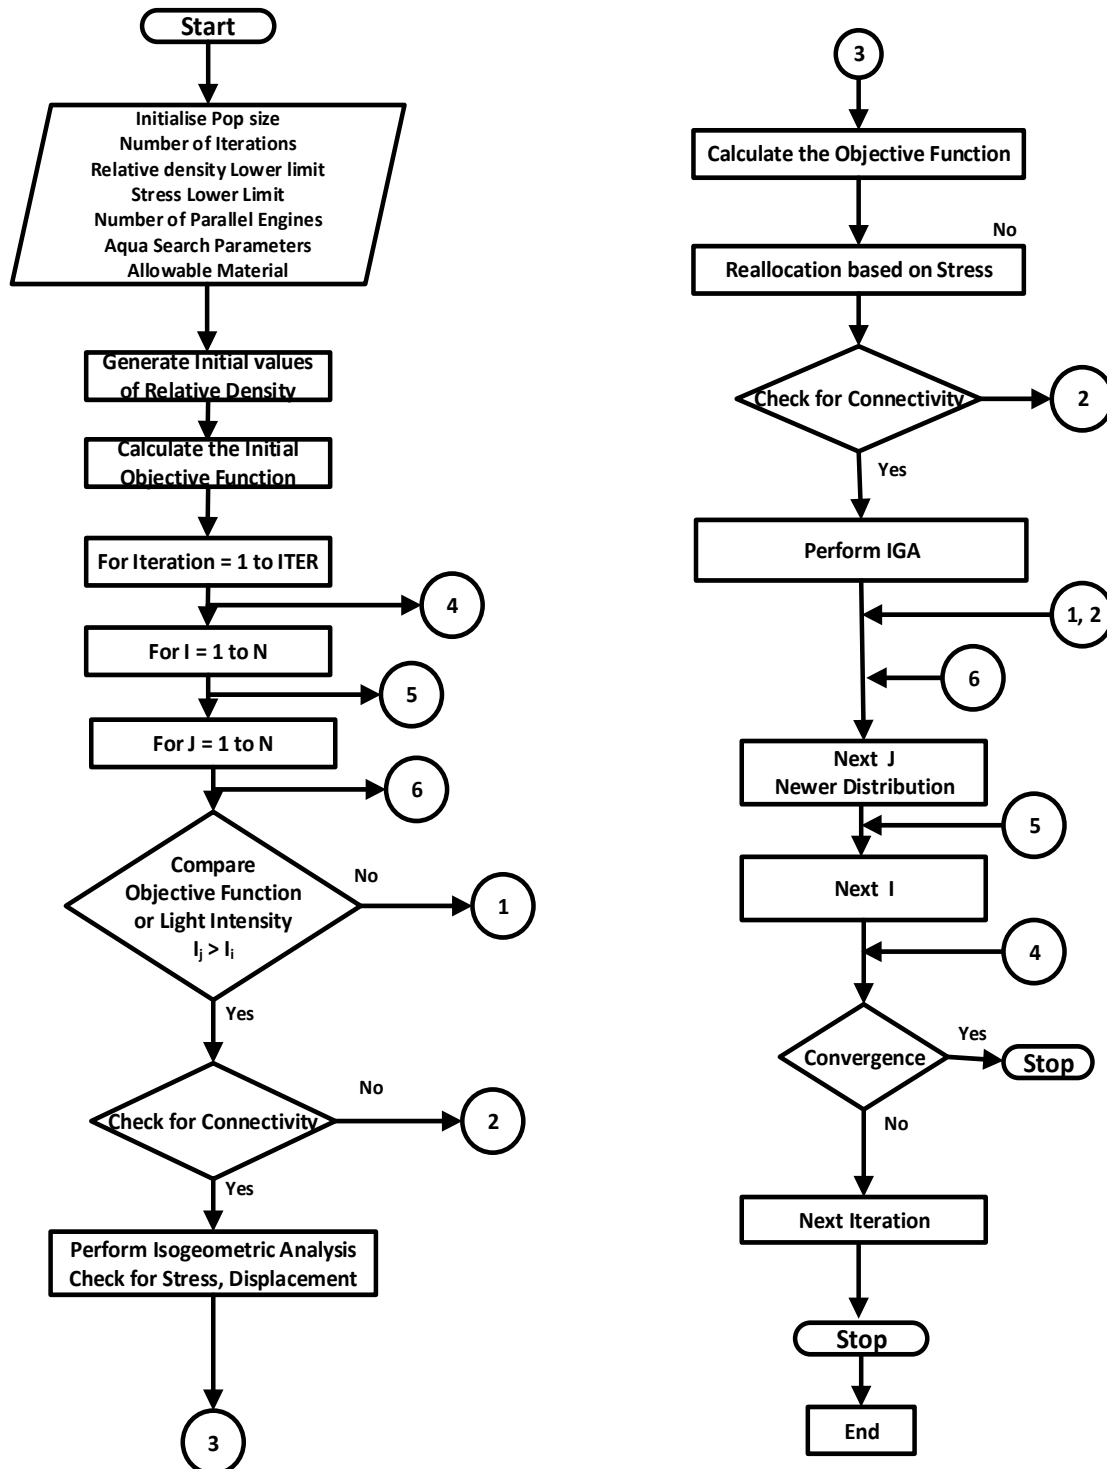 Start
Initialise Pop size
Number of Iterations
Relative density Lower limit
Stress Lower Limit
Number of Parallel Engines
Aqua Search Parameters
Allowable Material
Generate Initial values
of Relative Density
Calculate the Initial
Objective Function
For Iteration = 1 to ITER
4
For I = 1 to N
5
For J = 1 to N
6
Compare
Objective Function
or Light Intensity
Ij > Ii
No
1
Yes
Check for Connectivity
No
2
Yes
Perform Isogeometric Analysis
Check for Stress, Displacement
3
3
Calculate the Objective Function
No
Reallocation based on Stress
Check for Connectivity
2
Yes
Perform IGA
1, 2
6
Next J
Newer Distribution
5
Next I
4
Convergence
Yes
Stop
No
Next Iteration
Stop
End